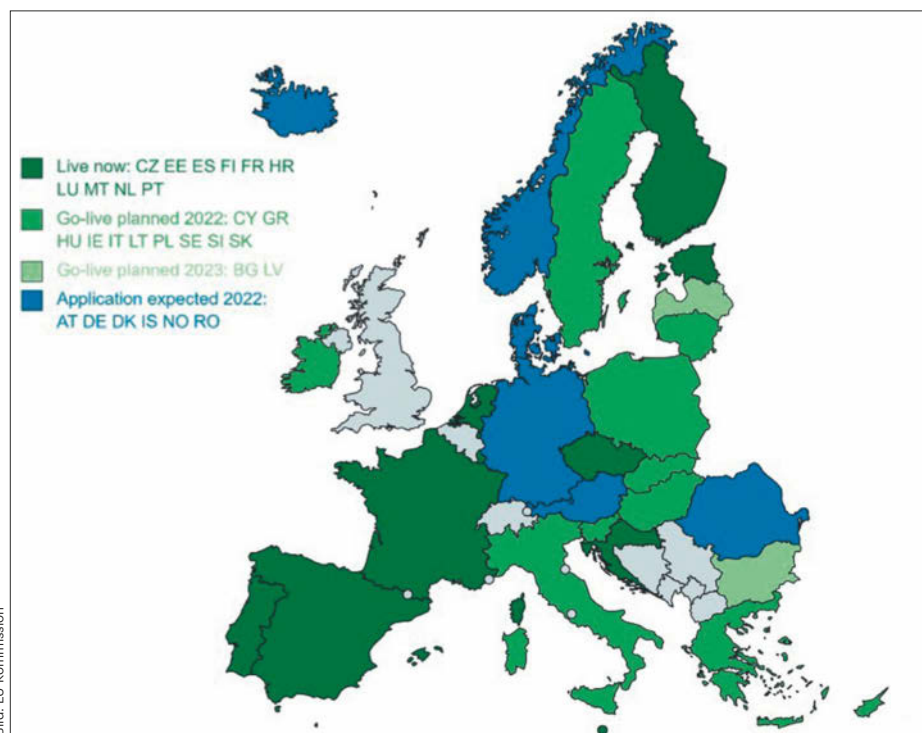 Live now: CZ EE ES FI FR HR
LU MT NL PT
Go-live planned 2022: CY GR
HU IE IT LT PL SE SI SK
Go-live planned 2023: BG LV
Application expected 2022:
AT DE DK IS NO RO
EU Kommission